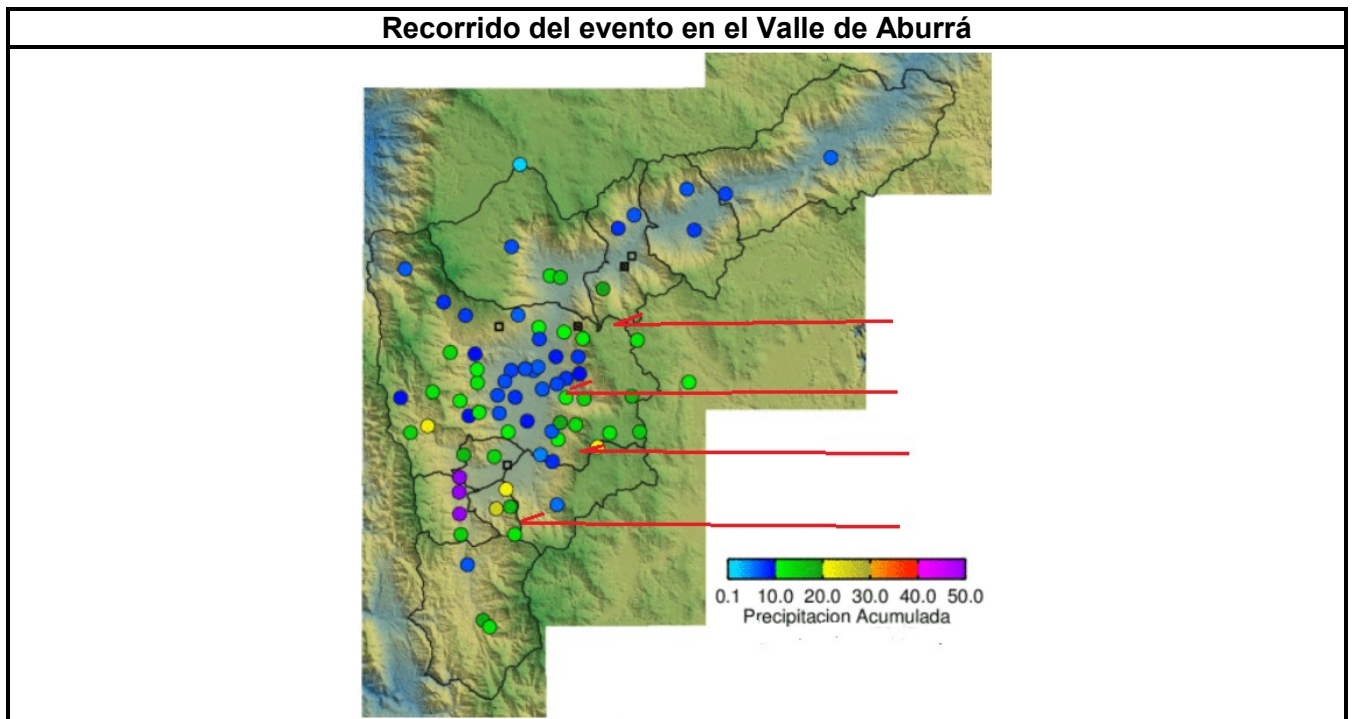 Recorrido del evento en el Valle de Aburrá
0.1 10.0 20.0 30.0 40.0 50.0
Precipitacion Acumulada